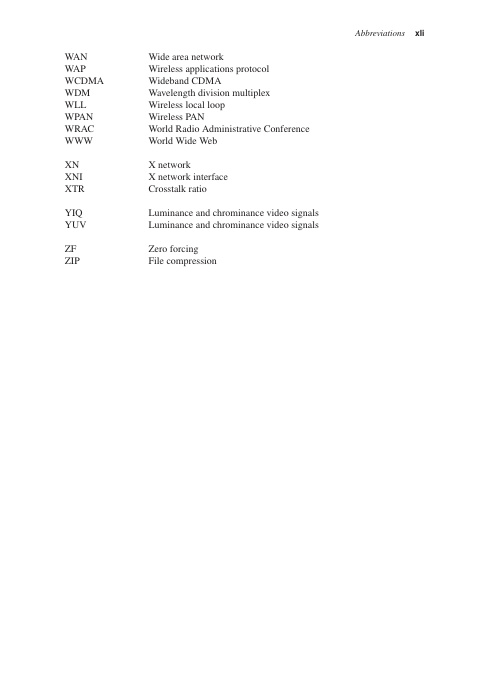 Abbreviations xli
WAN Wide area network
WAP Wireless applications protocol
WCDMA Wideband CDMA
WDM Wavelength division multiplex
WLL Wireless local loop
WPAN Wireless PAN
WRAC World Radio Administrative Conference
WWW World Wide Web
XN X network
XNI X network interface
XTR Crosstalk ratio
YIQ Luminance and chrominance video signals
YUV Luminance and chrominance video signals
ZF Zero forcing
ZIP File compression